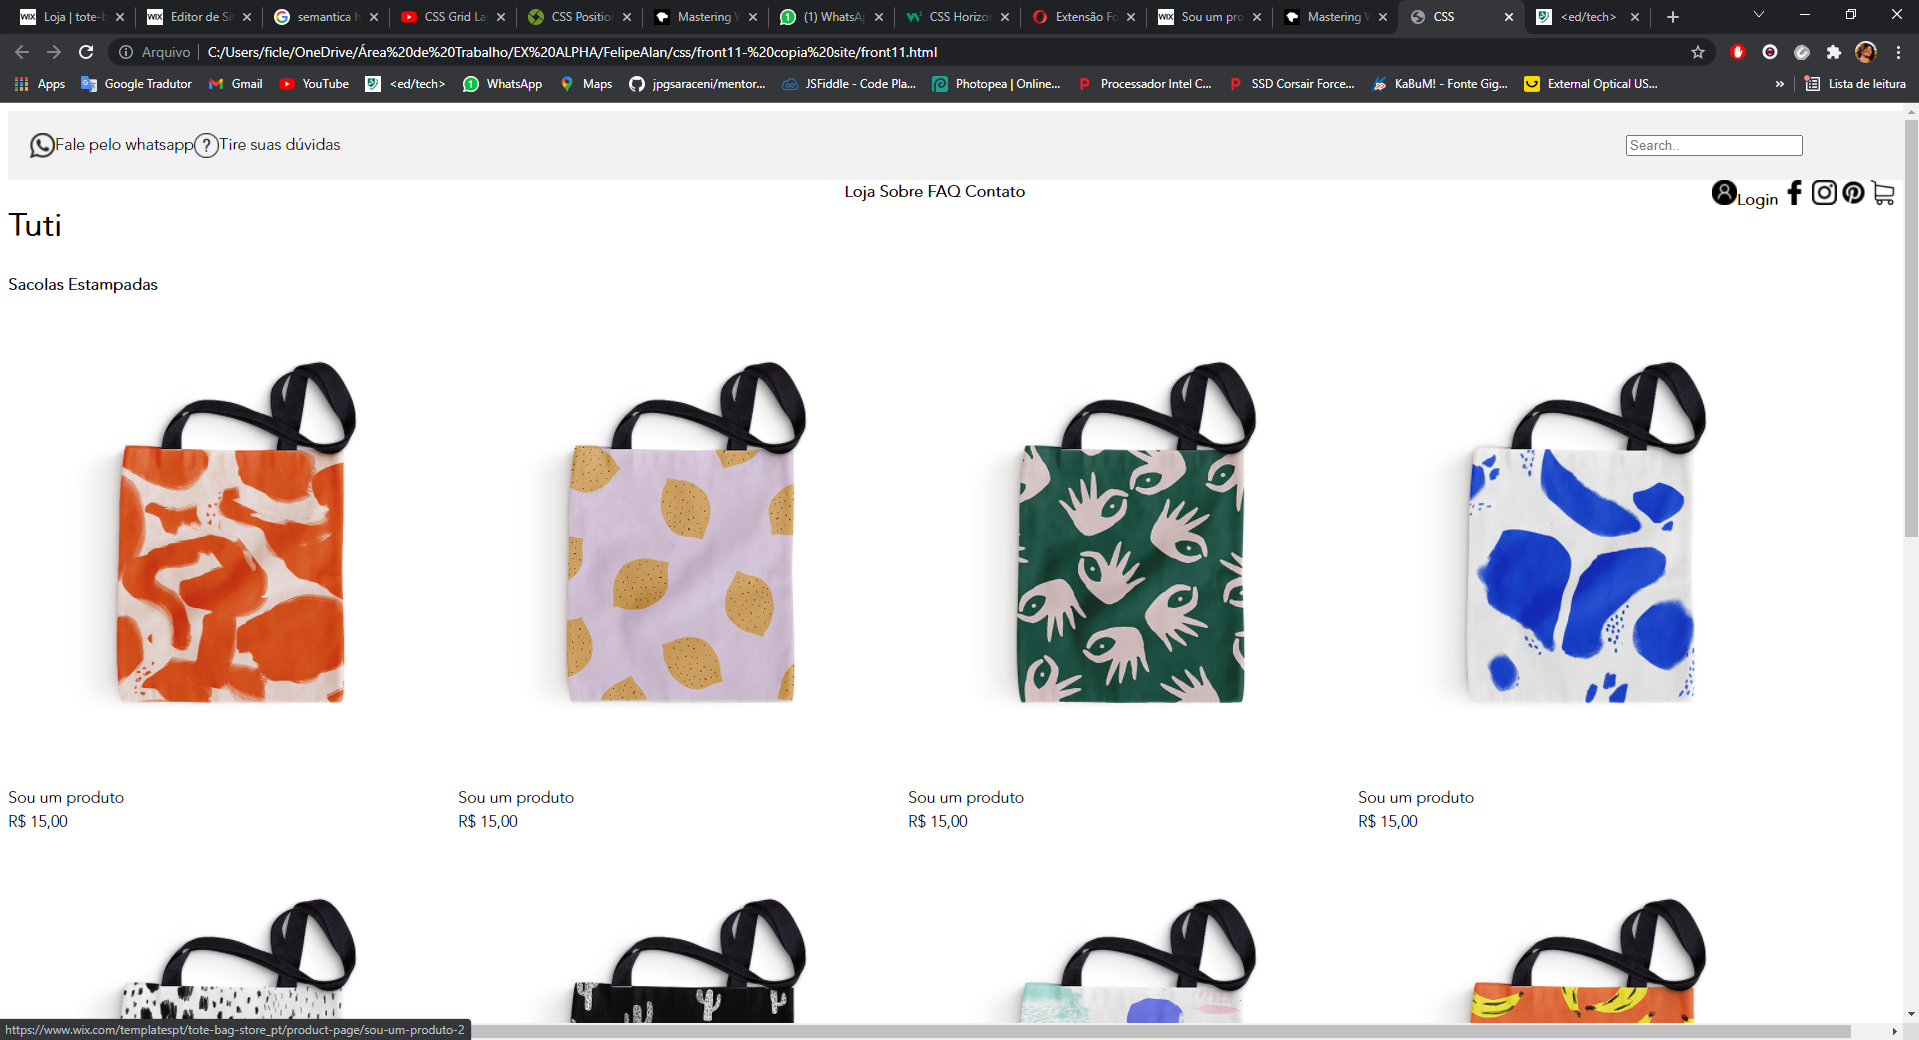 Loja | tote-b
Editor de Sit
semantica h
CSS Grid Lay
CSS Position
Mastering W
(1) WhatsAp
CSS Horizon
Extensão Fo
Sou um pro
Mastering W
CSS
<ed/tech>
Arquivo | C:/Users/ficle/OneDrive/Área%20de%20Trabalho/EX%20ALPHA/FelipeAlan/css/front11-%20copia%20site/front11.html
Apps
Google Tradutor
Gmail
YouTube
<ed/tech>
WhatsApp
Maps
jpgsaraceni/mentor...
JSFiddle - Code Pla...
Photopea | Online...
Processador Intel C...
SSD Corsair Force...
KaBuM! - Fonte Gig...
External Optical US...
»
Lista de leitura
Fale pelo whatsapp ? Tire suas dúvidas
Search..
Loja Sobre FAQ Contato
Login
Tuti
Sacolas Estampadas
Sou um produto
R$ 15,00
Sou um produto
R$ 15,00
Sou um produto
R$ 15,00
Sou um produto
R$ 15,00
https://www.wix.com/templatespt/tote-bag-store_pt/product-page/sou-um-produto-2